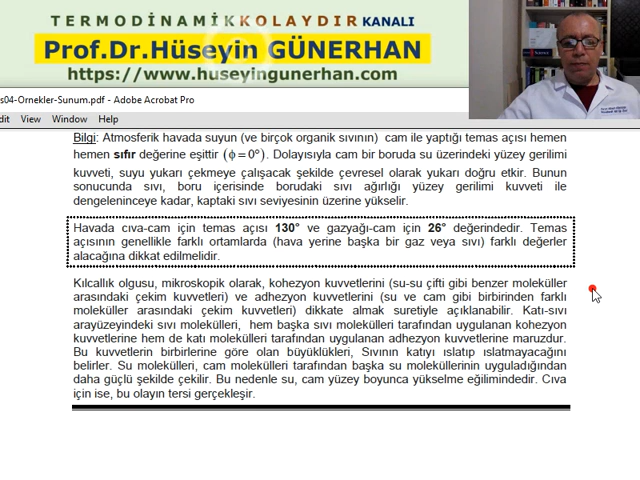 TERMODİNAMİKKOLAYDIR KANALI
Prof.Dr.Hüseyin GÜNERHAN
https://www.huseyingunerhan.com
s04-Ornekler-Sunum.pdf - Adobe Acrobat Pro
dit View Window Help
Bilgi: Atmosferik havada suyun (ve birçok organik sıvının) cam ile yaptığı temas açısı hemen
hemen sıfır değerine eşittir (ϕ=0°). Dolayısıyla cam bir boruda su üzerindeki yüzey gerilimi
kuvveti, suyu yukarı çekmeye çalışacak şekilde çevresel olarak yukarı doğru etkir. Bunun
sonucunda sıvı, boru içerisinde borudaki sıvı ağırlığı yüzey gerilimi kuvveti ile
dengeleninceye kadar, kaptaki sıvı seviyesinin üzerine yükselir.
Havada cıva-cam için temas açısı 130° ve gazyağı-cam için 26° değerindedir. Temas
açısının genellikle farklı ortamlarda (hava yerine başka bir gaz veya sıvı) farklı değerler
alacağına dikkat edilmelidir.
Kılcallık olgusu, mikroskopik olarak, kohezyon kuvvetlerini (su-su çifti gibi benzer moleküller
arasındaki çekim kuvvetleri) ve adhezyon kuvvetlerini (su ve cam gibi birbirinden farklı
moleküller arasındaki çekim kuvvetleri) dikkate almak suretiyle açıklanabilir. Katı-sıvı
arayüzeyindeki sıvı molekülleri, hem başka sıvı molekülleri tarafından uygulanan kohezyon
kuvvetlerine hem de katı molekülleri tarafından uygulanan adhezyon kuvvetlerine maruzdur.
Bu kuvvetlerin birbirlerine göre olan büyüklükleri, Sıvının katıyı ıslatıp ıslatmayacağını
belirler. Su molekülleri, cam molekülleri tarafından başka su moleküllerinin uyguladığından
daha güçlü şekilde çekilir. Bu nedenle su, cam yüzey boyunca yükselme eğilimindedir. Cıva
için ise, bu olayın tersi gerçekleşir.